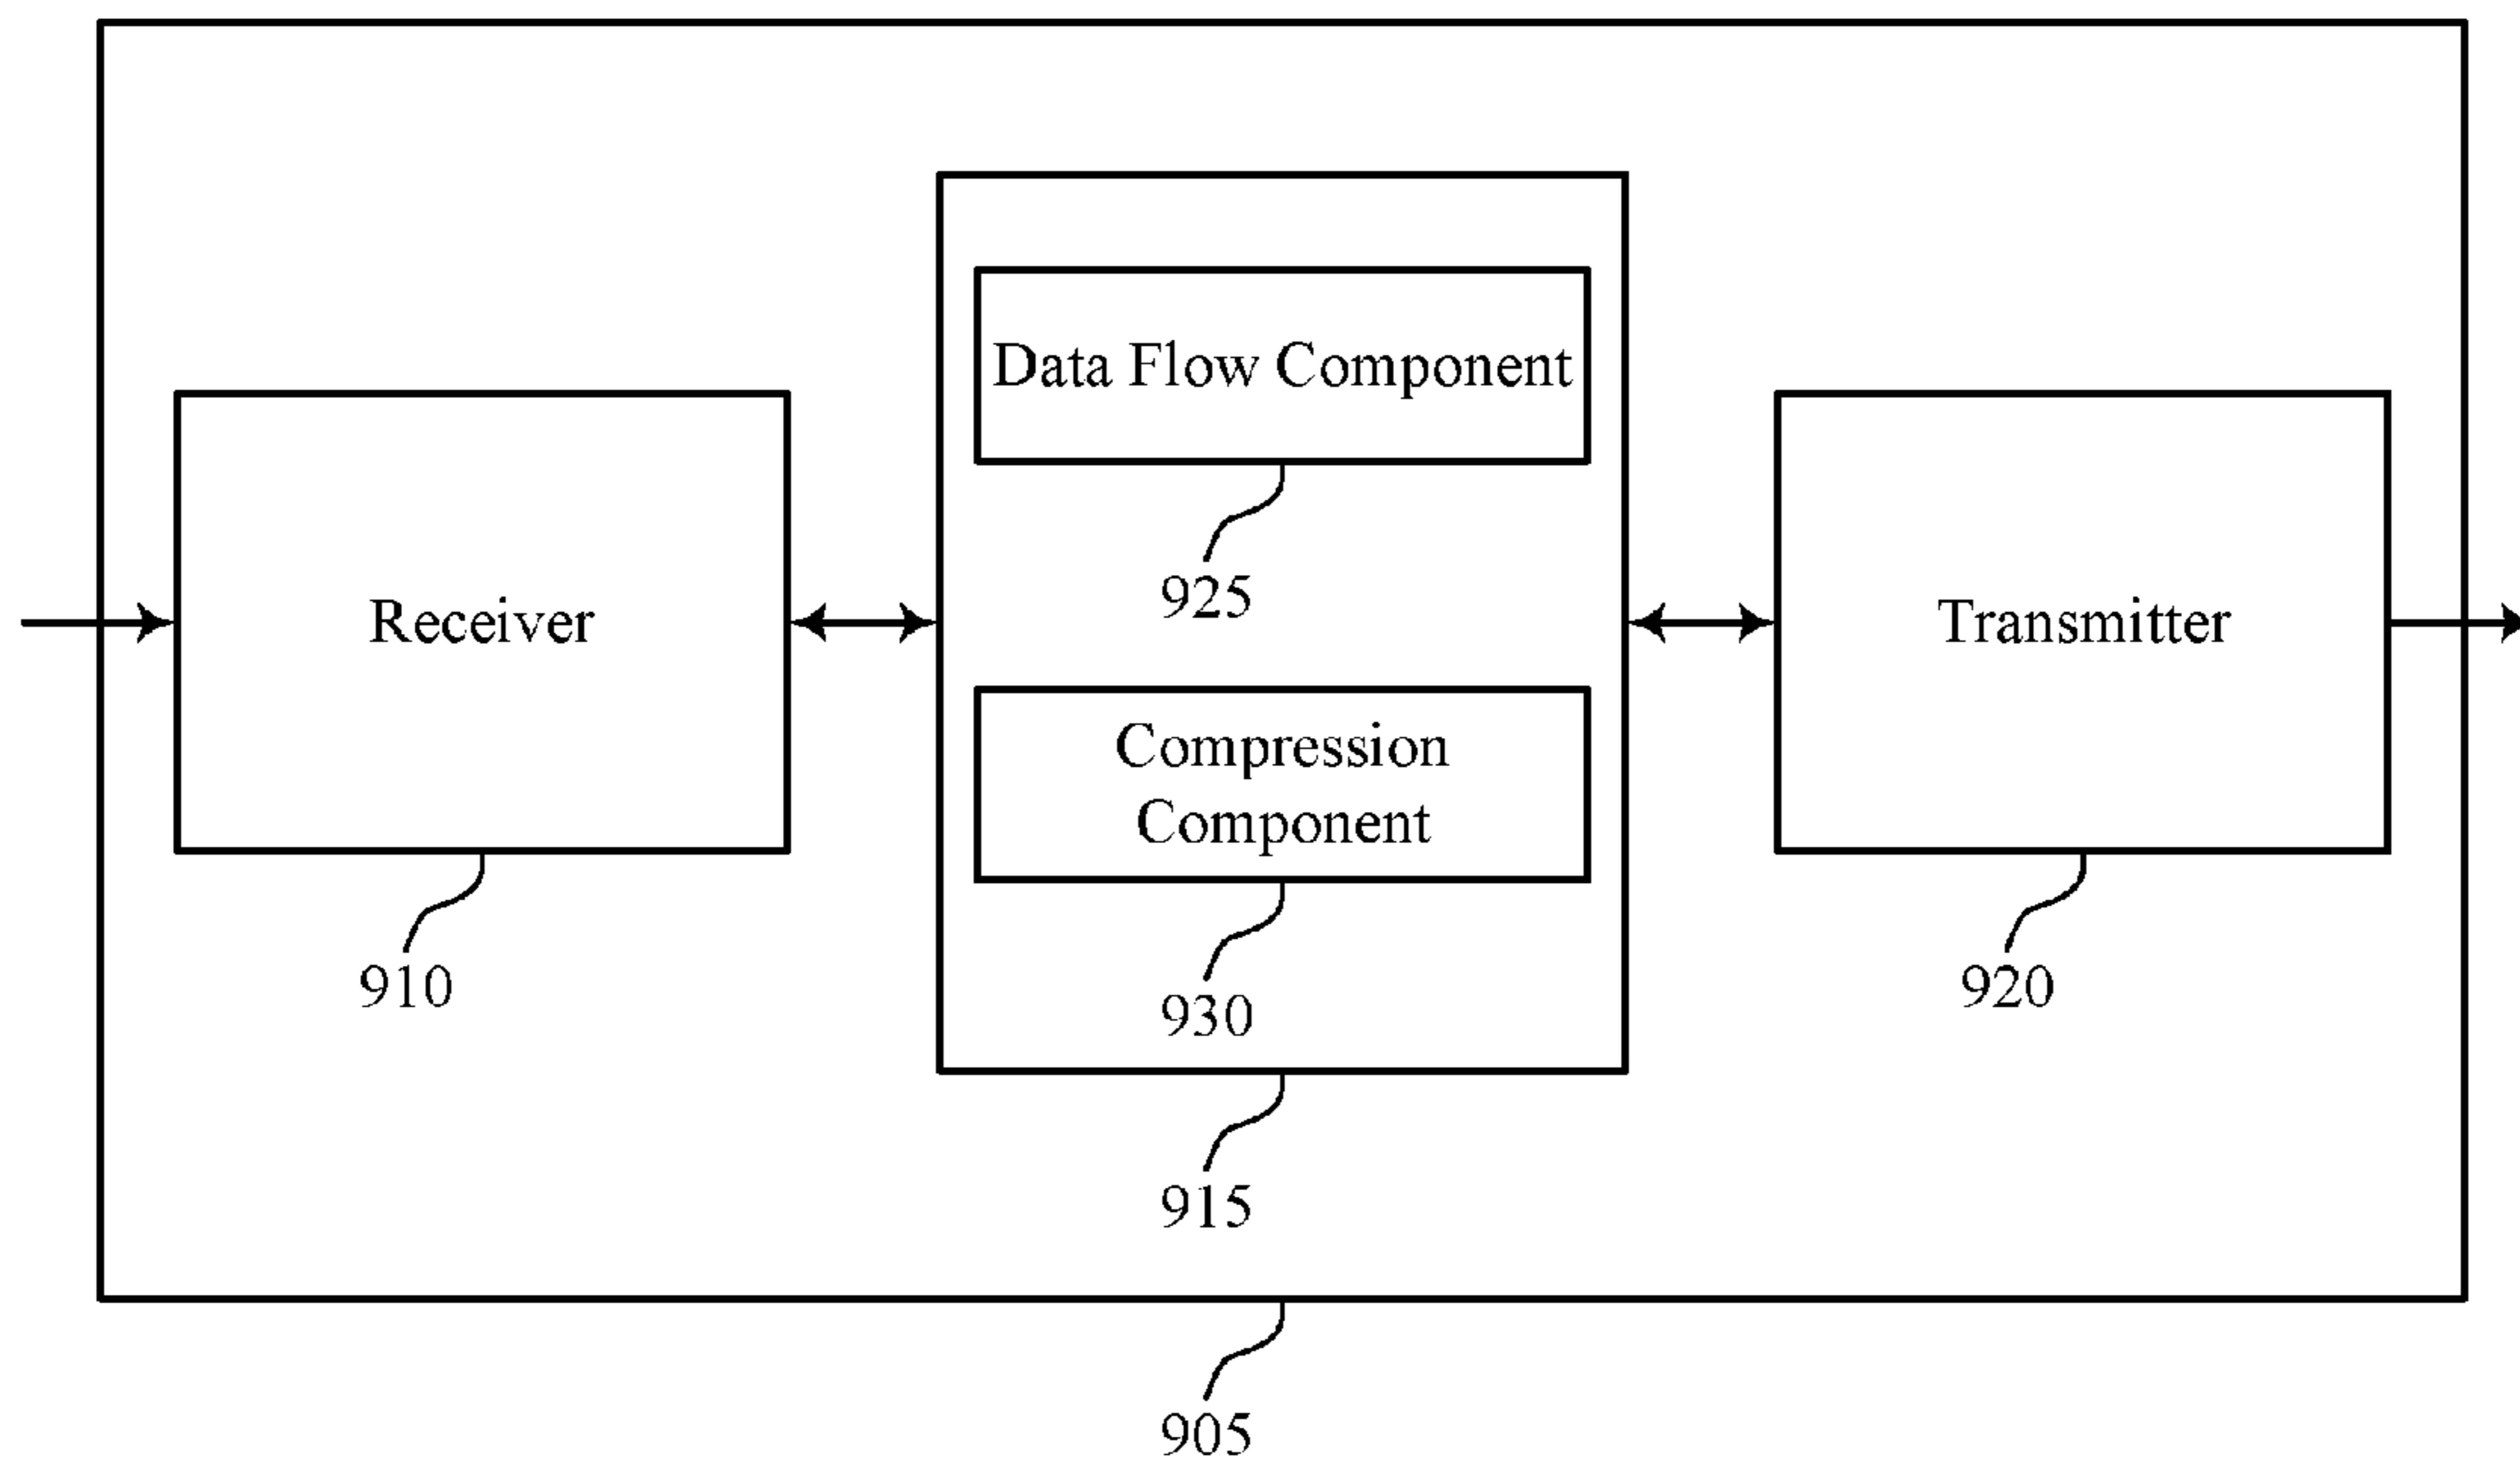 Data Flow Component
925
Receiver
910
Compression
Component
930
Transmitter
920
915
905